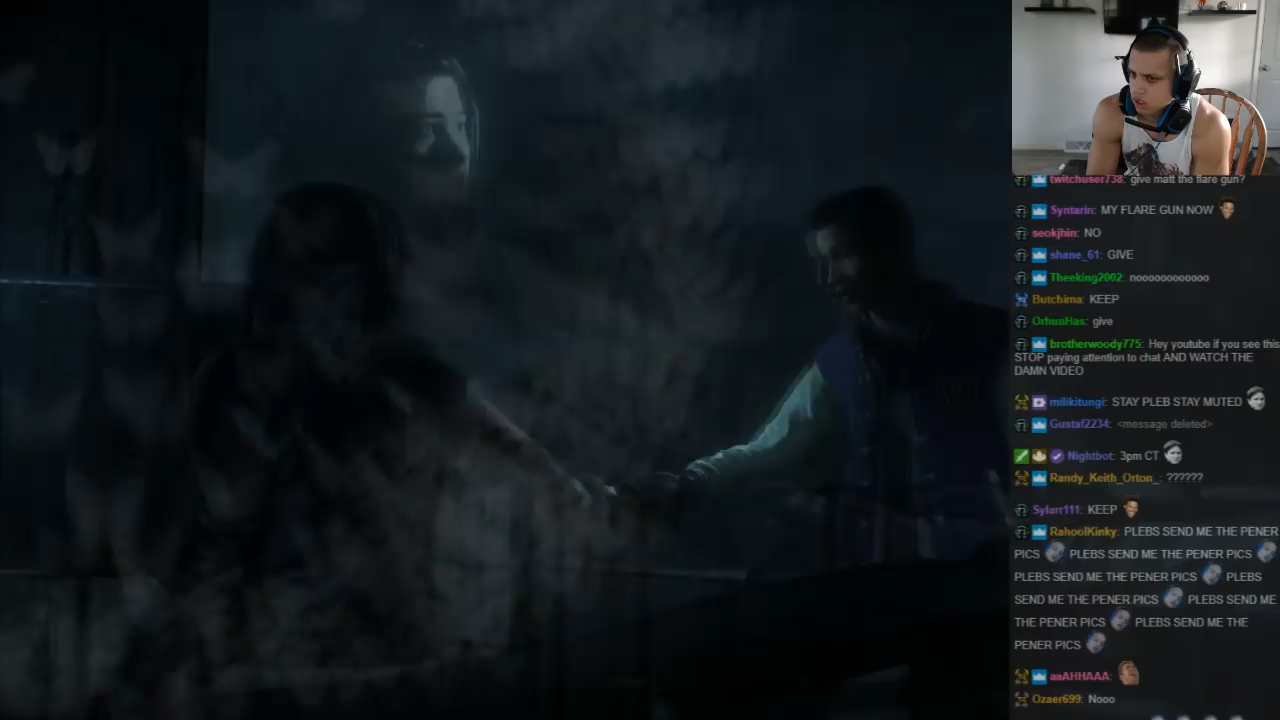 twitchuser738: give matt the flare gun?
Syntarin: MY FLARE GUN NOW
seokjhin: NO
shane_61: GIVE
Theeking2002: noooooooooooo
Butchima: KEEP
OrhunHas: give
brotherwoody775: Hey youtube if you see this
STOP paying attention to chat AND WATCH THE
DAMN VIDEO
milikitungi: STAY PLEB STAY MUTED
Gustaf2234: <message deleted>
Nightbot: 3pm CT
Randy_Keith_Orton_: ??????
Sylarr111: KEEP
RahoolKinky: PLEBS SEND ME THE PENER
PICS PLEBS SEND ME THE PENER PICS
PLEBS SEND ME THE PENER PICS PLEBS
SEND ME THE PENER PICS PLEBS SEND ME
THE PENER PICS PLEBS SEND ME THE
PENER PICS
aaAHHAAA:
Ozaer699: Nooo